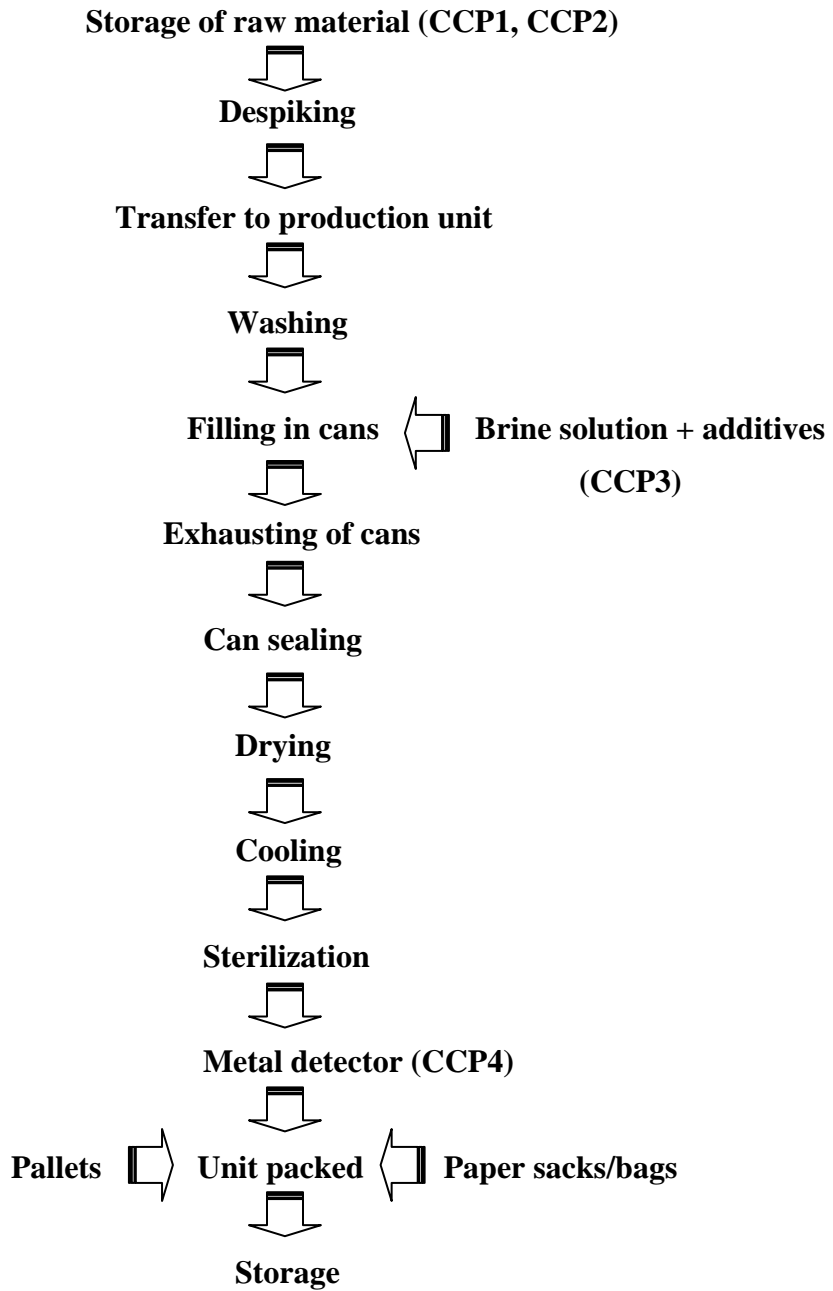 Storage of raw material (CCP1, CCP2)
Despiking
Transfer to production unit
Washing
Filling in cans
Brine solution + additives
(CCP3)
Exhausting of cans
Can sealing
Drying
Cooling
Sterilization
Metal detector (CCP4)
Pallets
Unit packed
Paper sacks/bags
Storage